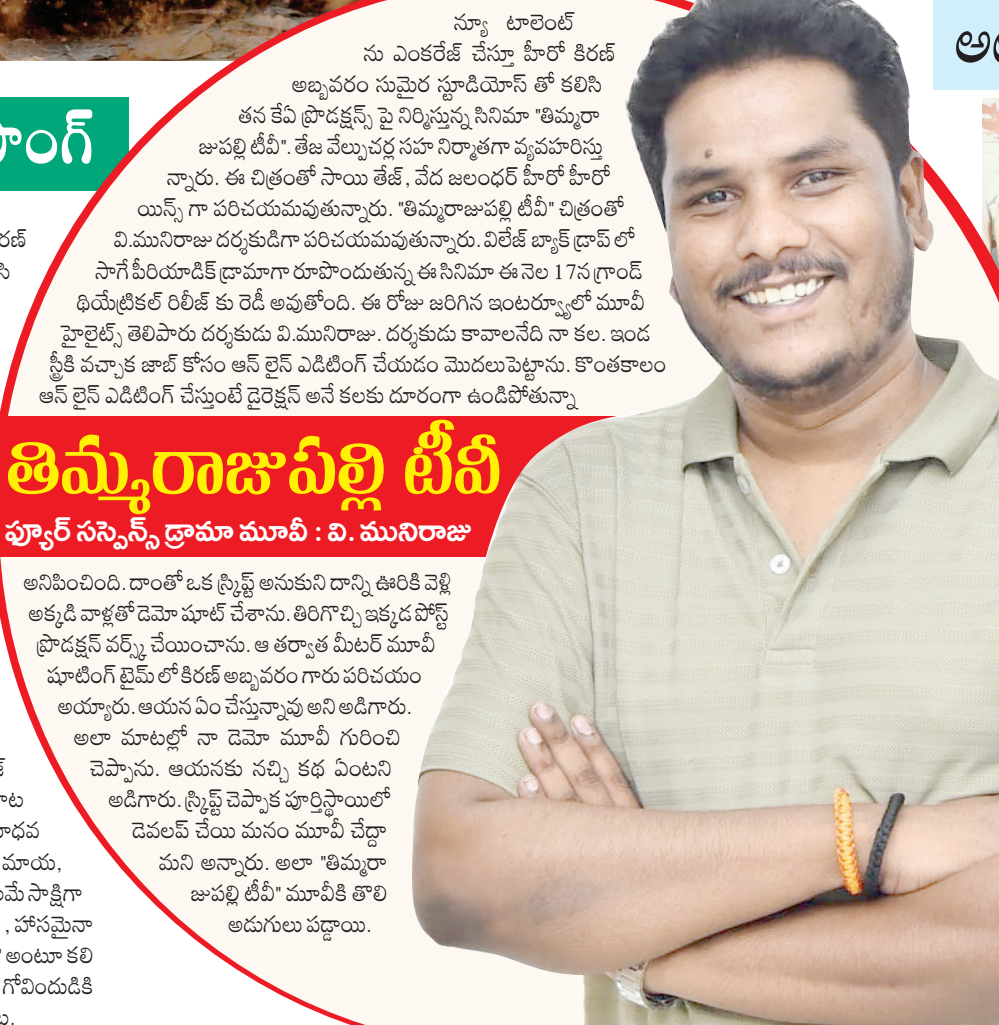 న్యూ టాలెంట్
ను ఎంకరేజ్ చేస్తూ హీరో కిరణ్
అబ్బవరం సుమైర స్టూడియోస్ తో కలిసి
తన కేఏ ప్రొడక్షన్స్ పై నిర్మిస్తున్న సినిమా "తిమ్మరా
జుపల్లి టీవీ". తేజ వేల్పుచర్ల సహ నిర్మాతగా వ్యవహరిస్తు
న్నారు. ఈ చిత్రంతో సాయి తేజ్, వేద జలంధర్ హీరో హీరో
యిన్స్ గా పరిచయమవుతున్నారు. "తిమ్మరాజుపల్లి టీవీ" చిత్రంతో
వి.మునిరాజు దర్శకుడిగా పరిచయమవుతున్నారు. విలేజ్ బ్యాక్ డ్రాప్ లో
సాగే పీరియాడిక్ డ్రామాగా రూపొందుతున్న ఈ సినిమా ఈ నెల 17న గ్రాండ్
థియేట్రికల్ రిలీజ్ కు రెడీ అవుతోంది. ఈ రోజు జరిగిన ఇంటర్వ్యూలో మూవీ
హైలైట్స్ తెలిపారు దర్శకుడు వి.మునిరాజు. దర్శకుడు కావాలనేది నా కల. ఇండ
స్ట్రీకి వచ్చాక జాబ్ కోసం ఆన్ లైన్ ఎడిటింగ్ చేయడం మొదలుపెట్టాను. కొంతకాలం
ఆన్ లైన్ ఎడిటింగ్ చేస్తుంటే డైరెక్షన్ అనే కలకు దూరంగా ఉండిపోతున్నా
తిమ్మరాజుపల్లి టీవీ
ఫ్యూర్ సస్పెన్స్ డ్రామా మూవీ : వి. మునిరాజు
అనిపించింది. దాంతో ఒక స్క్రిప్ట్ అనుకుని దాన్ని ఊరికి వెళ్లి
అక్కడి వాళ్లతో డెమో షూట్ చేశాను. తిరిగొచ్చి ఇక్కడ పోస్ట్
ప్రొడక్షన్ వర్స్క్ చేయించాను. ఆ తర్వాత మీటర్ మూవీ
షూటింగ్ టైమ్ లో కిరణ్ అబ్బవరం గారు పరిచయం
అయ్యారు. ఆయన ఏం చేస్తున్నావు అని అడిగారు.
అలా మాటల్లో నా డెమో మూవీ గురించి
చెప్పాను. ఆయనకు నచ్చి కథ ఏంటని
అడిగారు. స్క్రిప్ట్ చెప్పాక పూర్తిస్థాయిలో
డెవలప్ చేయి మనం మూవీ చేద్దా
మని అన్నారు. అలా "తిమ్మరా
జుపల్లి టీవీ" మూవీకి తొలి
అడుగులు పడ్డాయి.
మాయ,
సాక్షిగా
, హాసమైనా
అంటూ కలి
గోవిందుడికి